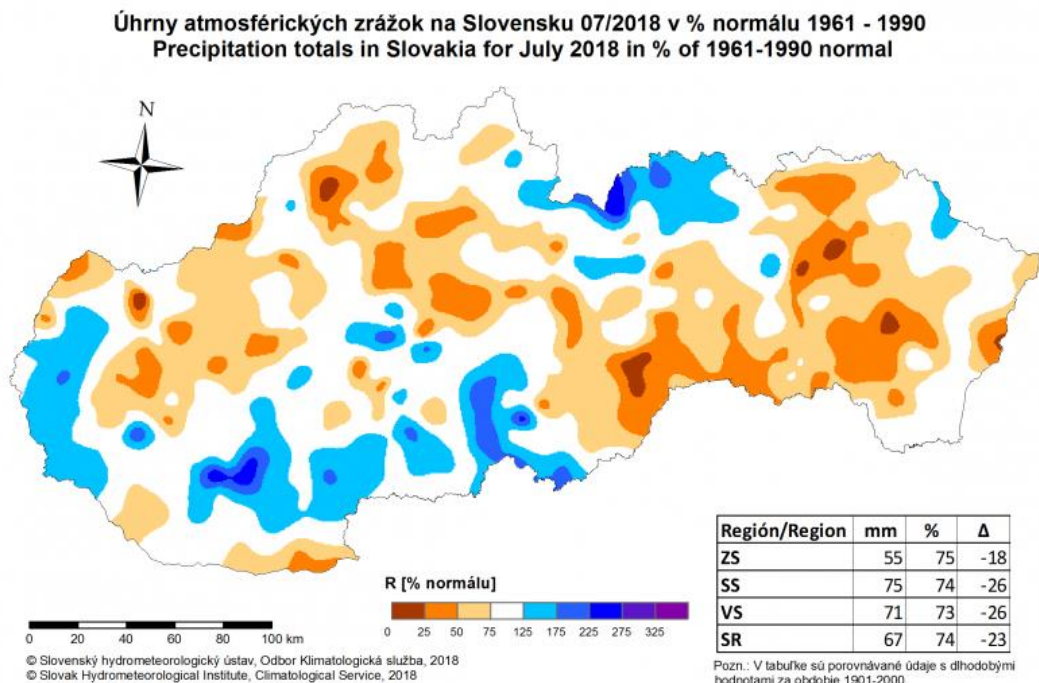 Úhrny atmosférických zrážok na Slovensku 07/2018 v % normálu 1961 - 1990
Precipitation totals in Slovakia for July 2018 in % of 1961-1990 normal
N
Región/Region mm % Δ
ZS 55 75 -18
SS 75 74 -26
VS 71 73 -26
SR 67 74 -23
R [% normálu]
0 25 50 75 125 175 225 275 325
0 20 40 60 80 100 km
© Slovenský hydrometeorologický ústav, Odbor Klimatologická služba, 2018
© Slovak Hydrometeorological Institute, Climatological Service, 2018
Pozn.: V tabuľke sú porovnávané údaje s dlhodobými
hodnotami za obdobie 1901-2000